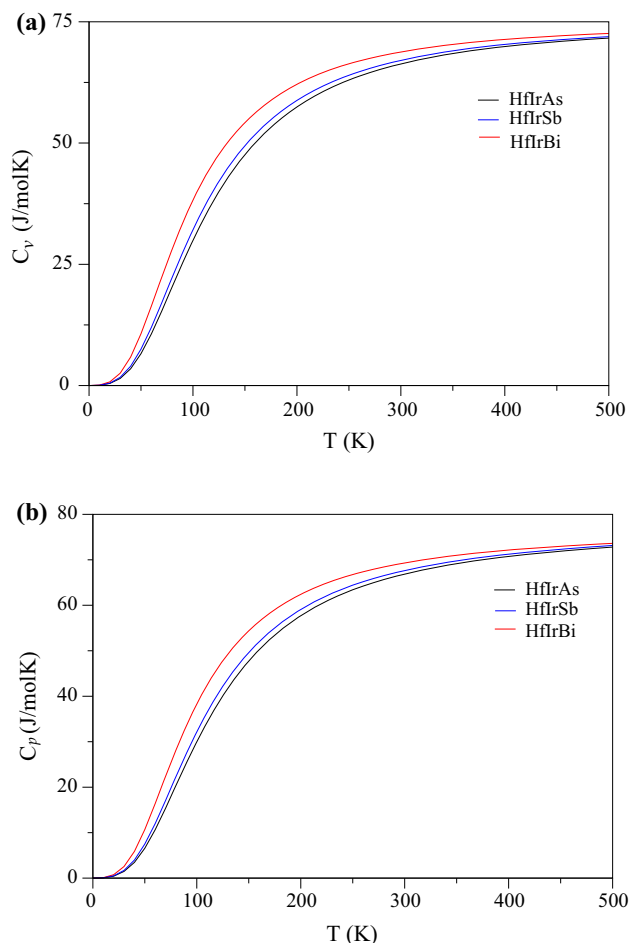 (a)
75
50
25
0
C_v (J/molK)
HfIrAs
HfIrSb
HfIrBi
0 100 200 300 400 500
T (K)
(b)
80
60
40
20
0
C_p (J/molK)
HfIrAs
HfIrSb
HfIrBi
0 100 200 300 400 500
T (K)